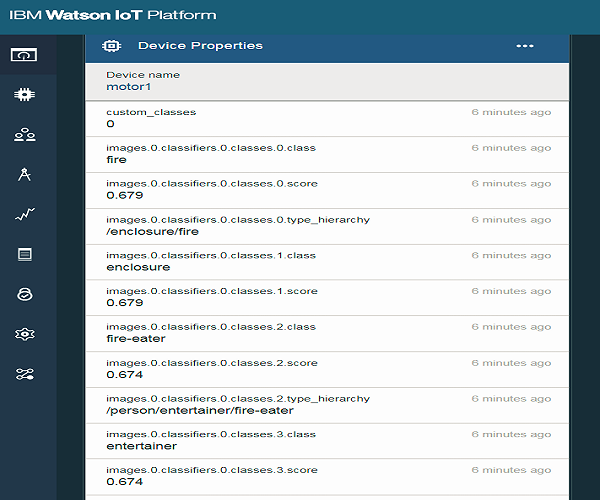 IBM Watson IoT Platform
Device Properties
Device name
motor1
custom_classes 6 minutes ago
0
images.0.classifiers.0.classes.0.class 6 minutes ago
fire
images.0.classifiers.0.classes.0.score 6 minutes ago
0.679
images.0.classifiers.0.classes.0.type_hierarchy 6 minutes ago
/enclosure/fire
images.0.classifiers.0.classes.1.class 6 minutes ago
enclosure
images.0.classifiers.0.classes.1.score 6 minutes ago
0.679
images.0.classifiers.0.classes.2.class 6 minutes ago
fire-eater
images.0.classifiers.0.classes.2.score 6 minutes ago
0.674
images.0.classifiers.0.classes.2.type_hierarchy 6 minutes ago
/person/entertainer/fire-eater
images.0.classifiers.0.classes.3.class 6 minutes ago
entertainer
images.0.classifiers.0.classes.3.score 6 minutes ago
0.674